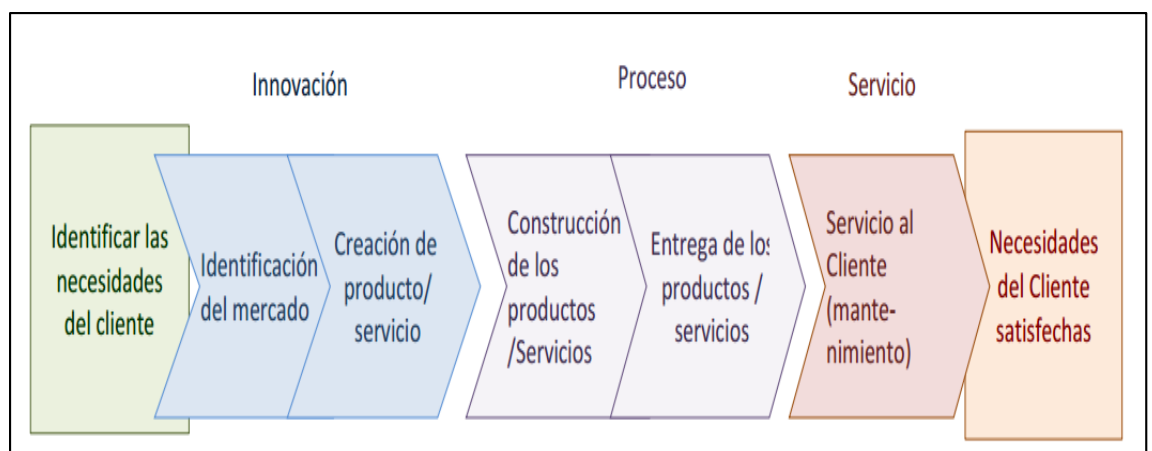 Innovación
Proceso
Servicio
Identificar las
necesidades
del cliente
Identificación
del mercado
Creación de
producto/
servicio
Construcción
de los
productos
/Servicios
Entrega de los
productos /
servicios
Servicio al
Cliente
(mante-
nimiento)
Necesidades
del Cliente
satisfechas